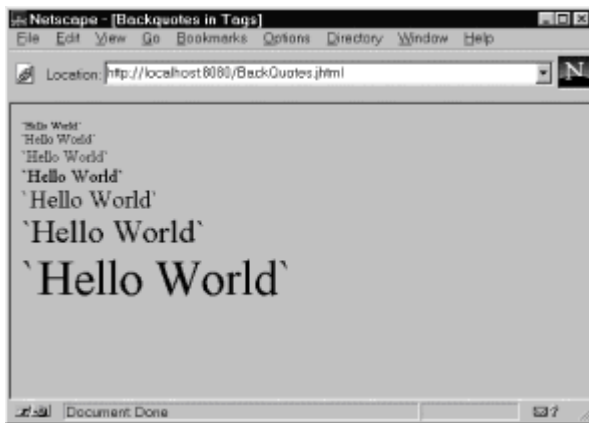 Netscape - [Backquotes in Tags]
File Edit View Go Bookmarks Options Directory Window Help
Location: http://localhost:8080/BackQuotes.jhtml
N
`Hello World`
`Hello World`
`Hello World`
`Hello World`
`Hello World`
`Hello World`
`Hello World`
Document Done